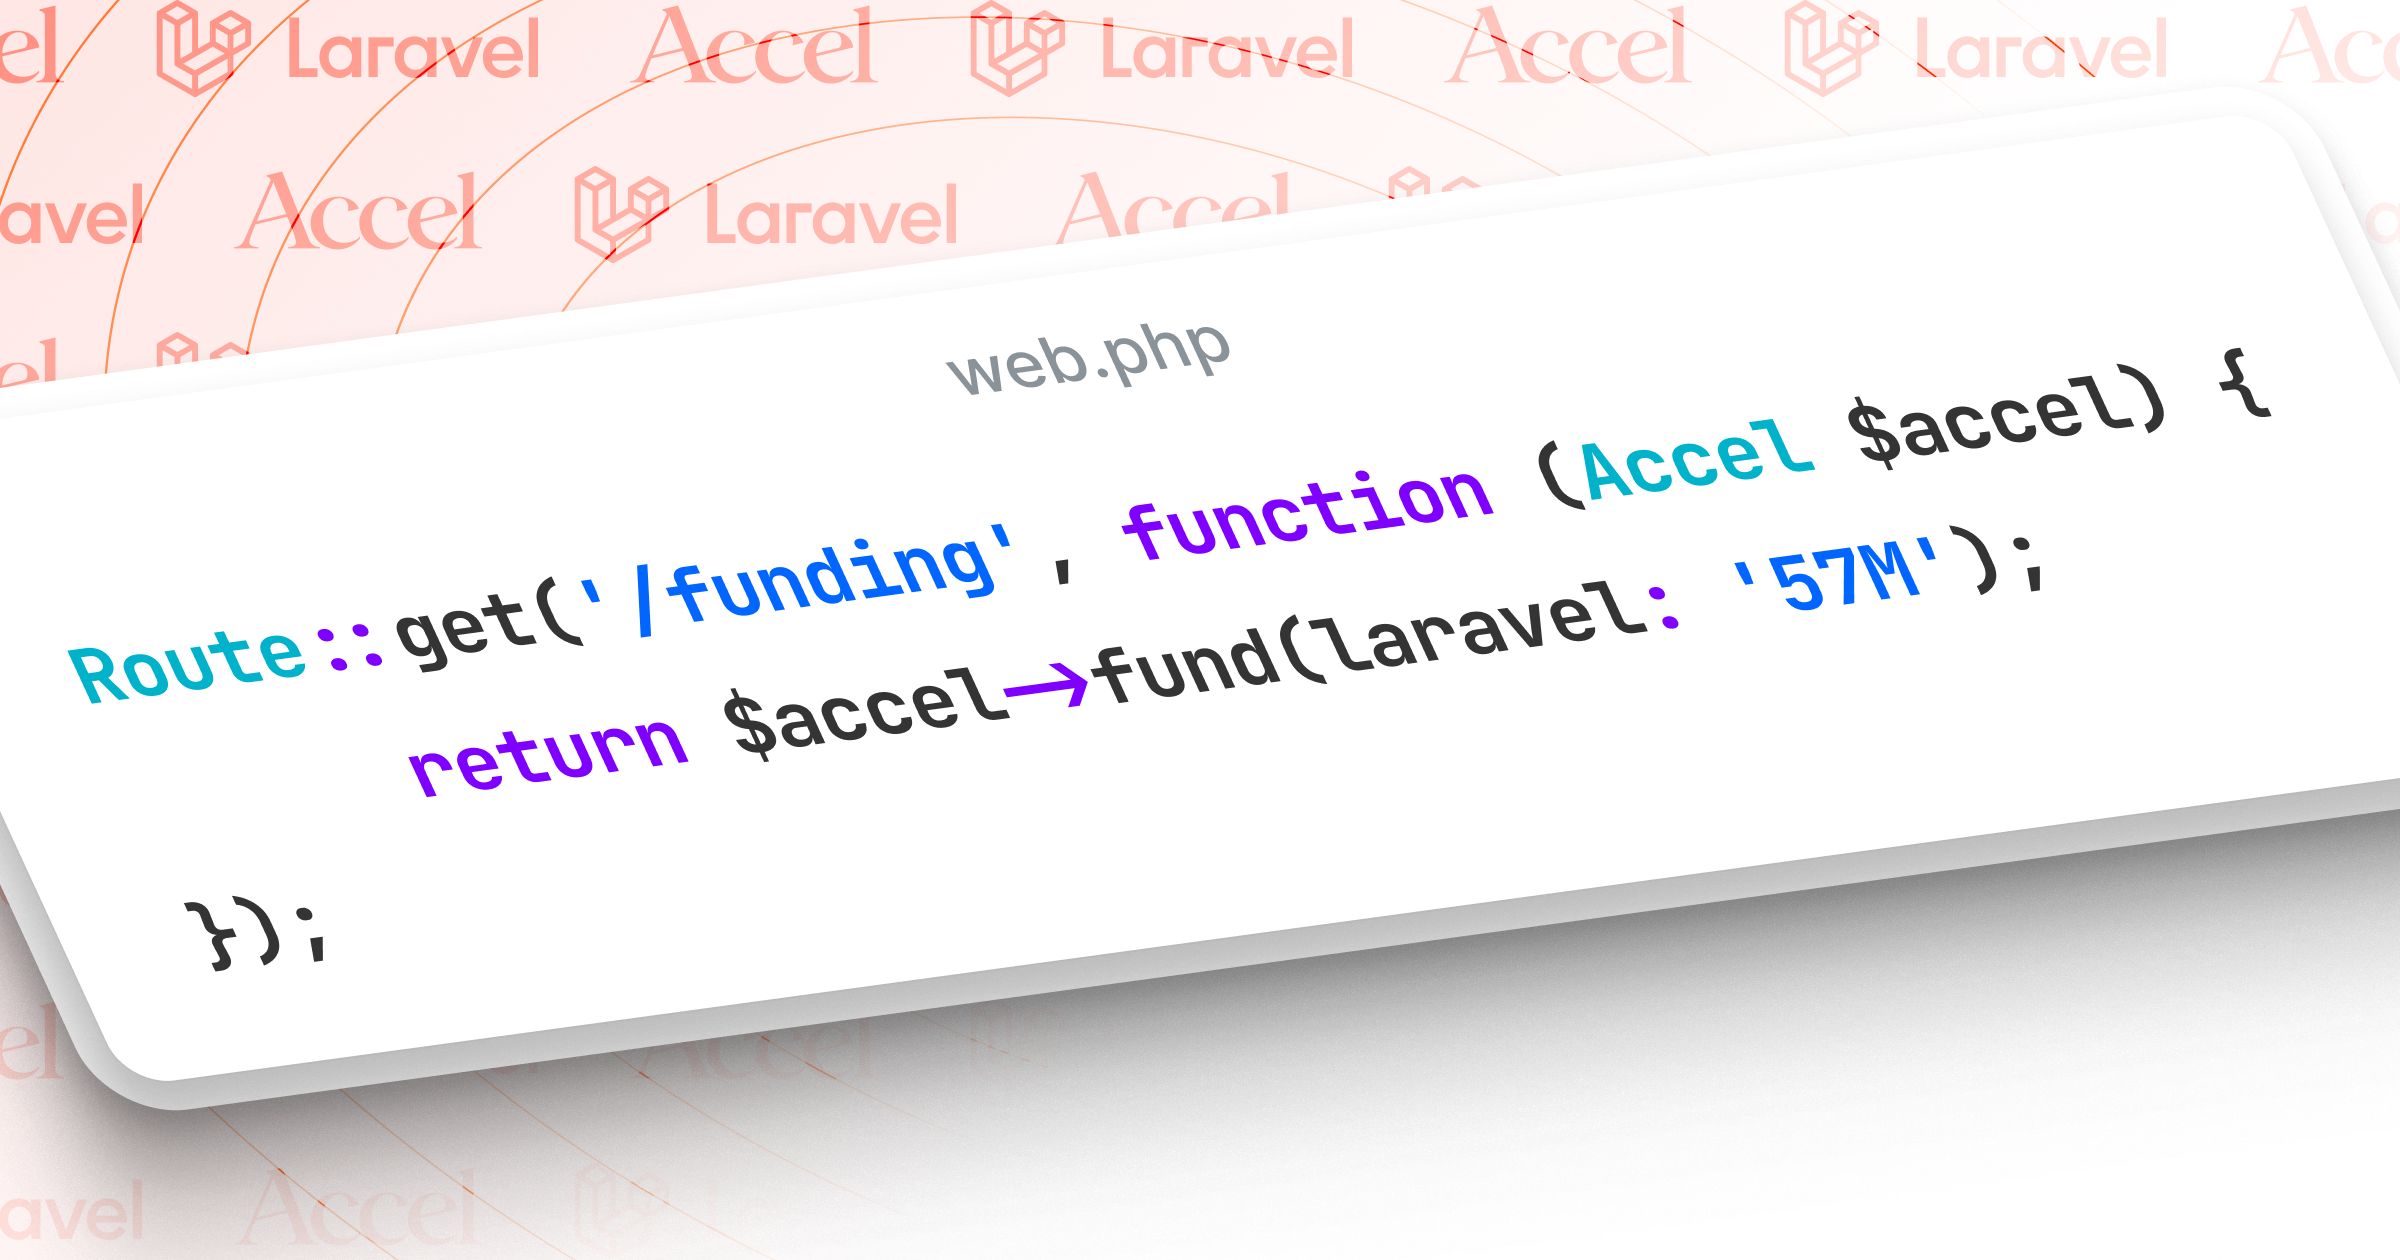 el Laravel Accel Laravel Accel Laravel Acc
avel Accel Laravel Accel
el
web.php
Route::get('/funding', function (Accel $accel) {
return $accel->fund(laravel: '57M');
});
el Accel
avel Accel